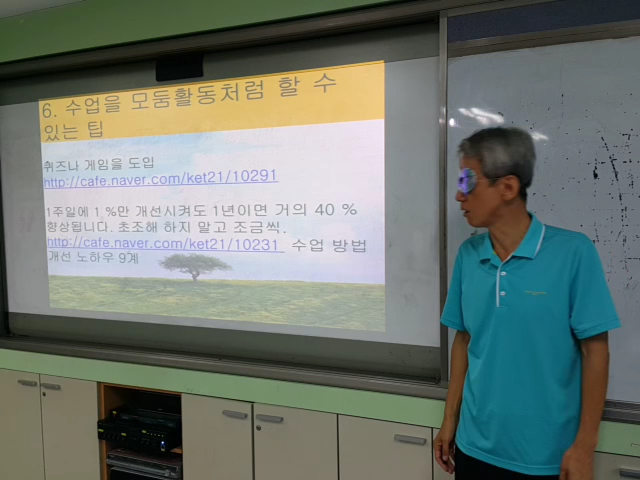 6. 수업을 모둠활동처럼 할 수
있는 팁
퀴즈나 게임을 도입
http://cafe.naver.com/ket21/10291
1주일에 1 %만 개선시켜도 1년이면 거의 40 %
향상됩니다. 초조해 하지 말고 조금씩.
http://cafe.naver.com/ket21/10231 수업 방법
개선 노하우 9계